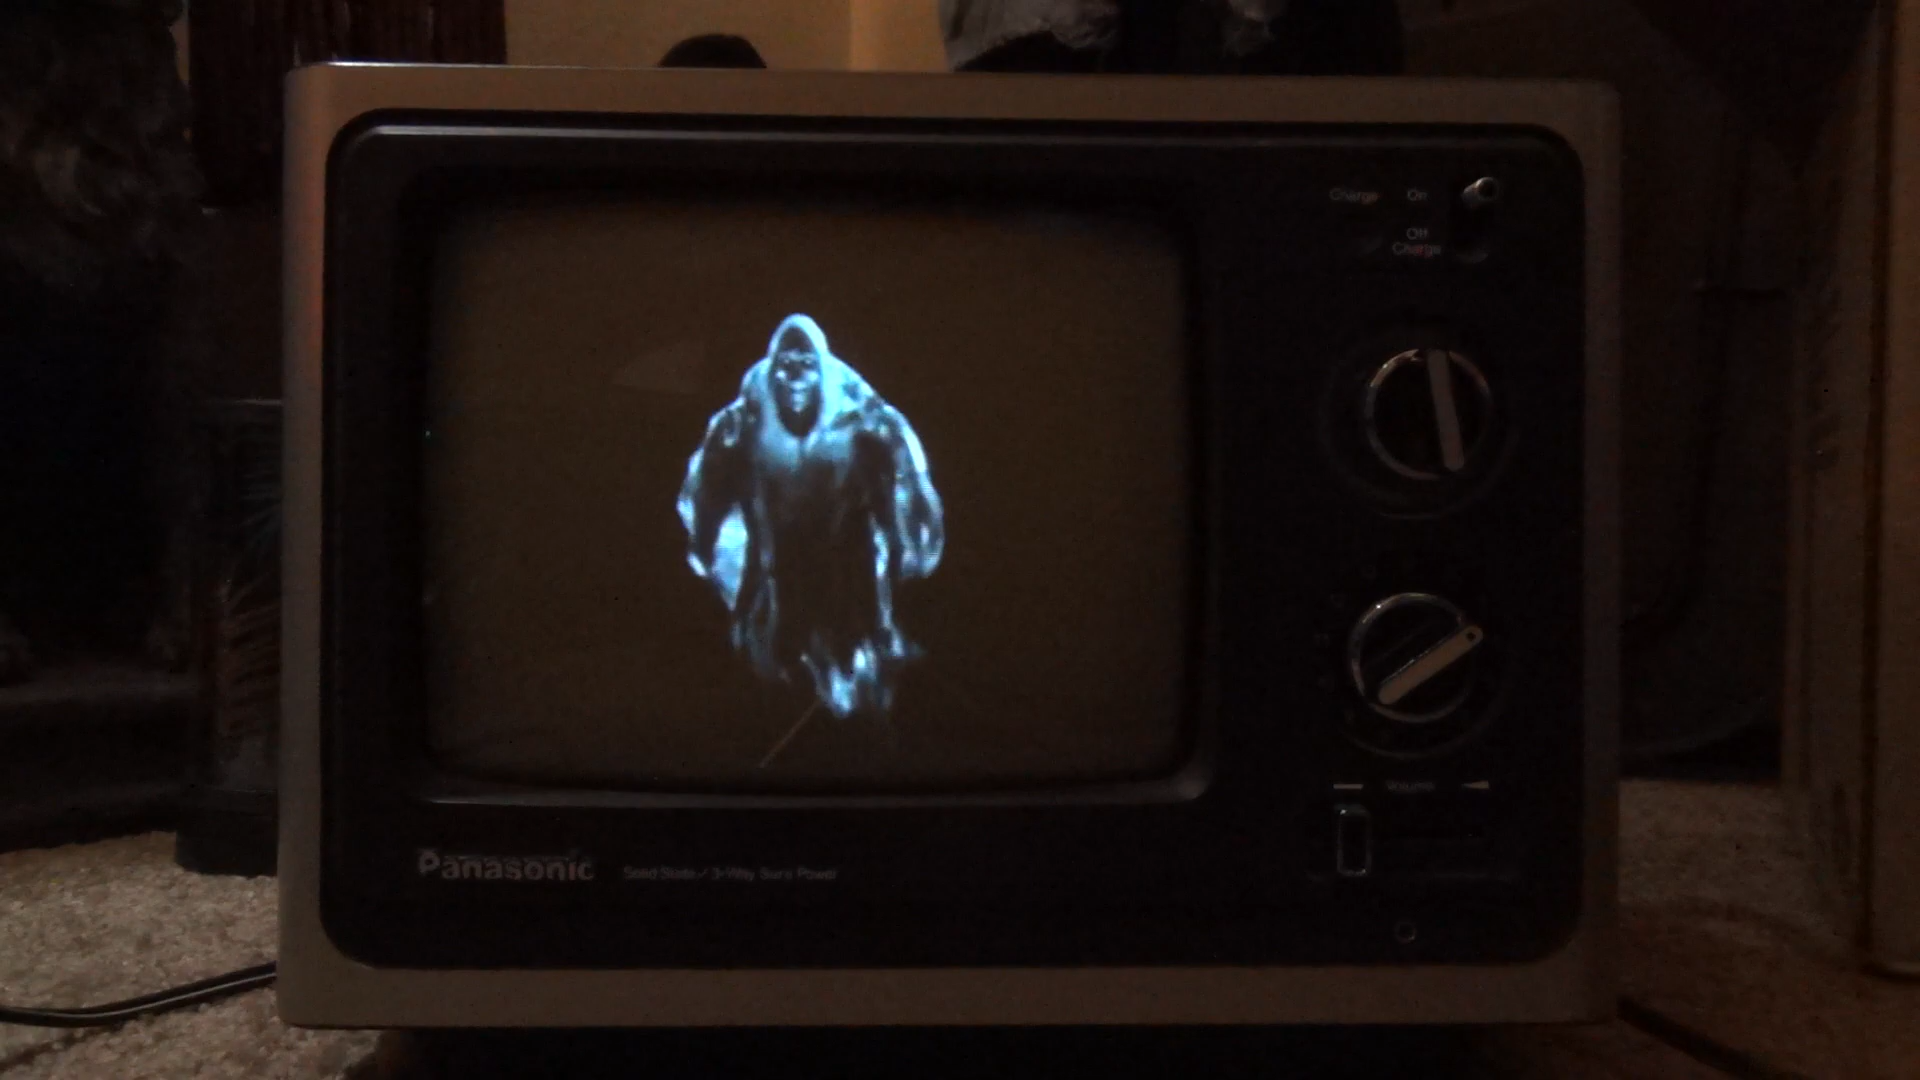 Charge On
Off
Charge
Volume
Panasonic Solid State / 3-Way Sure Power